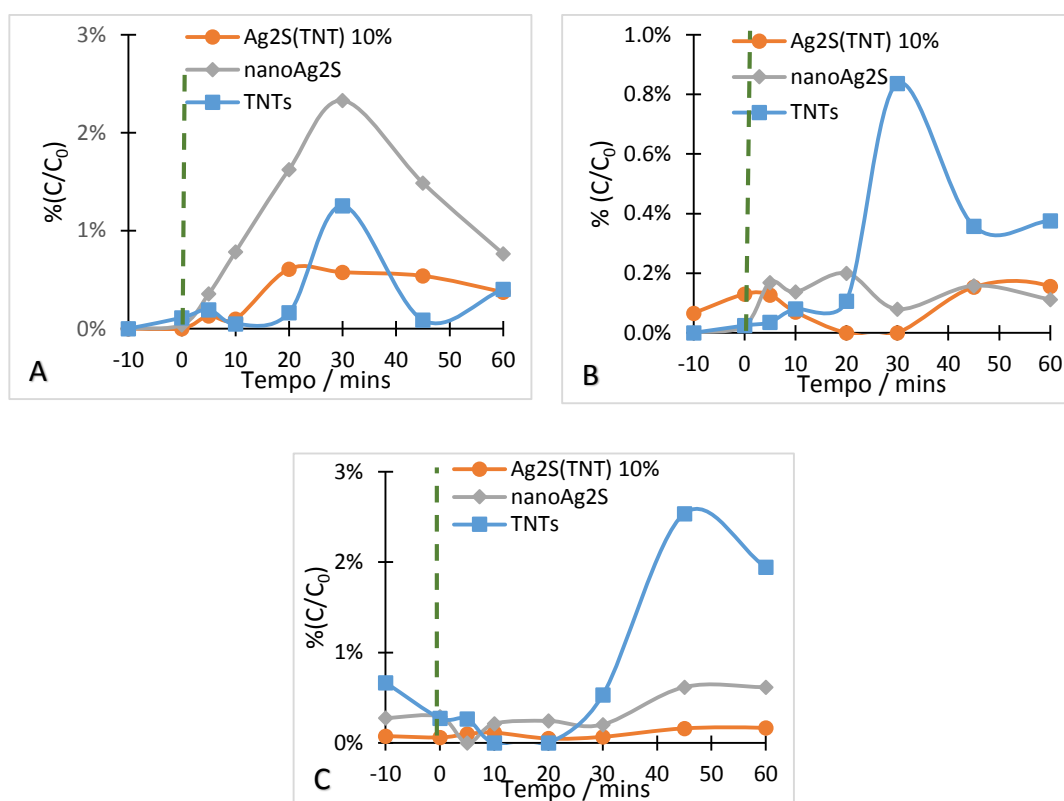 3%
2%
1%
0%
%(C/C0)
Ag2S(TNT) 10%
nanoAg2S
TNTs
-10 0 10 20 30 40 50 60
Tempo / mins
A
1.0%
0.8%
0.6%
0.4%
0.2%
0.0%
% (C/C0)
Ag2S(TNT) 10%
nanoAg2S
TNTs
-10 0 10 20 30 40 50 60
Tempo / mins
B
3%
2%
1%
0%
%(C/C0)
Ag2S(TNT) 10%
nanoAg2S
TNTs
-10 0 10 20 30 40 50 60
Tempo / mins
C